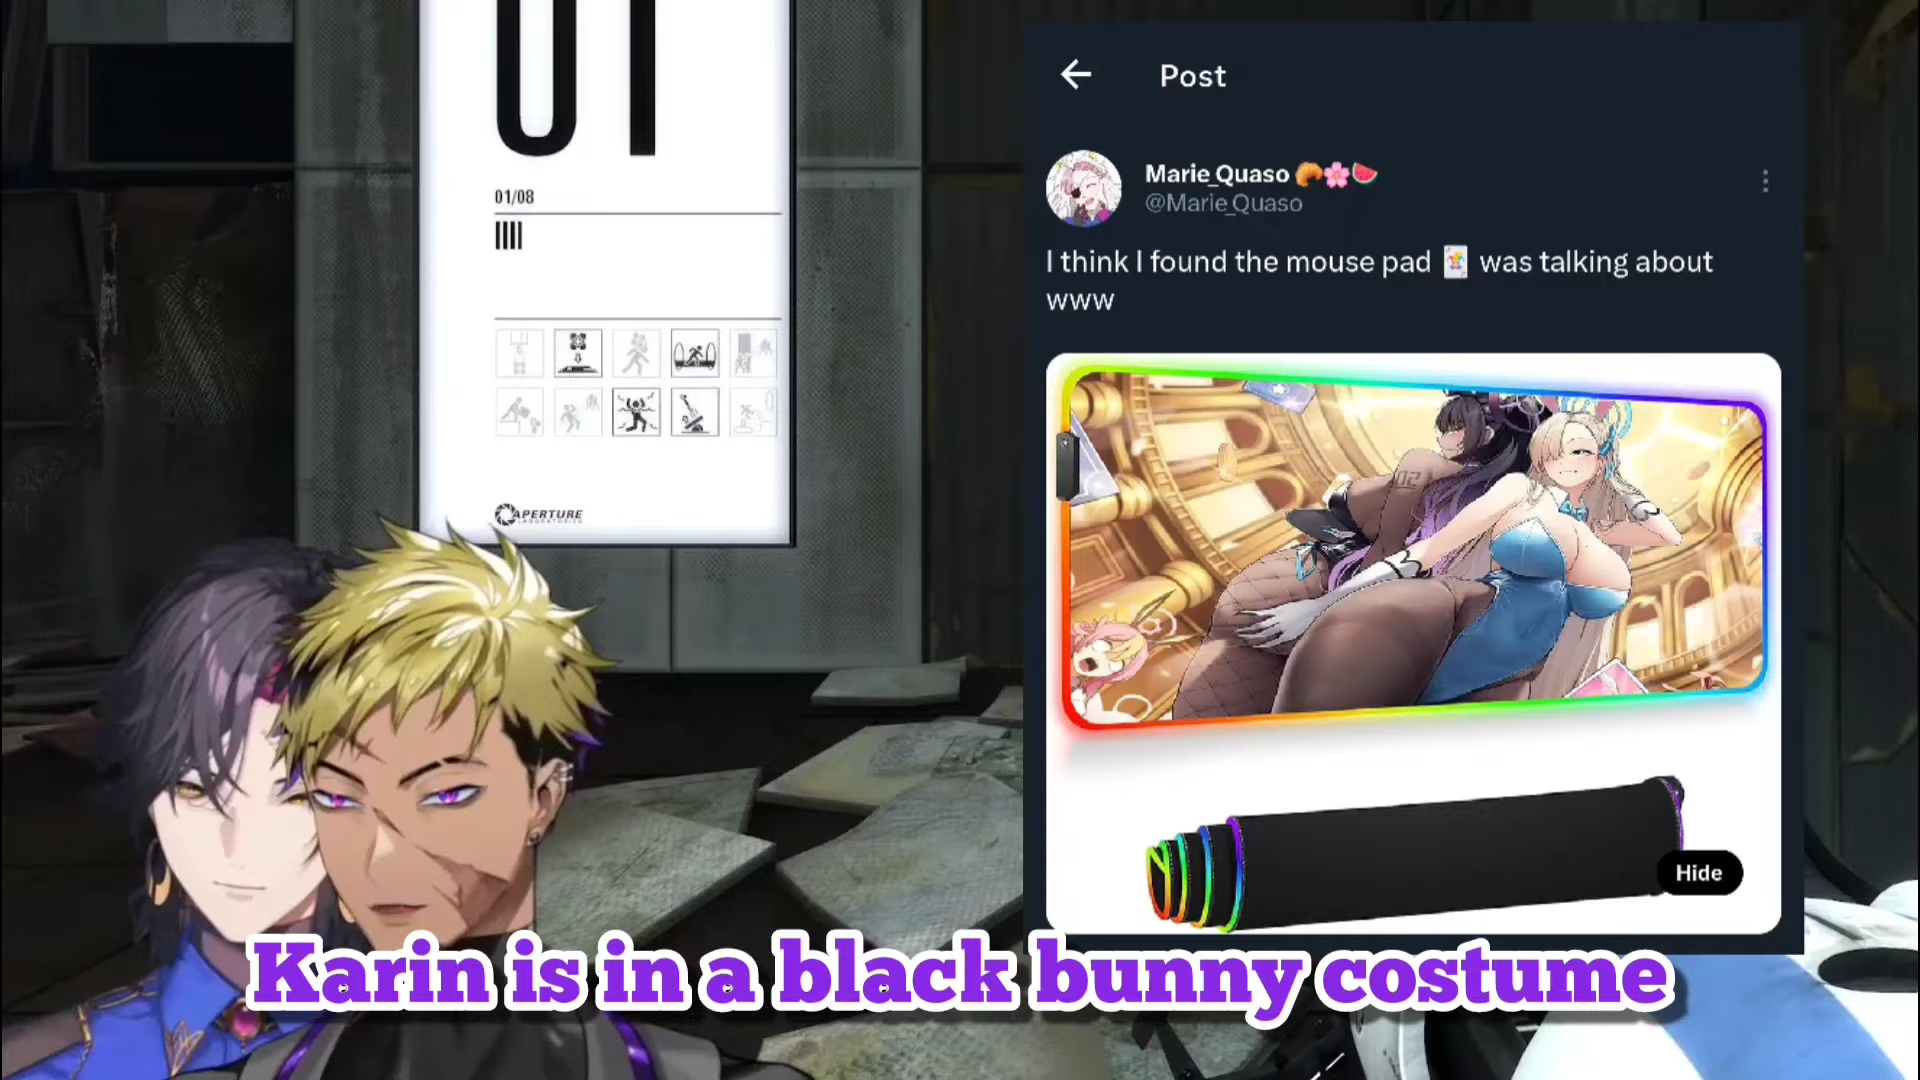 01
01/08
APERTURE
LABORATORIES
Post
Marie_Quaso 🥐🌸🍉
@Marie_Quaso
I think I found the mouse pad 🃏 was talking about
www
02
Hide
Karin is in a black bunny costume